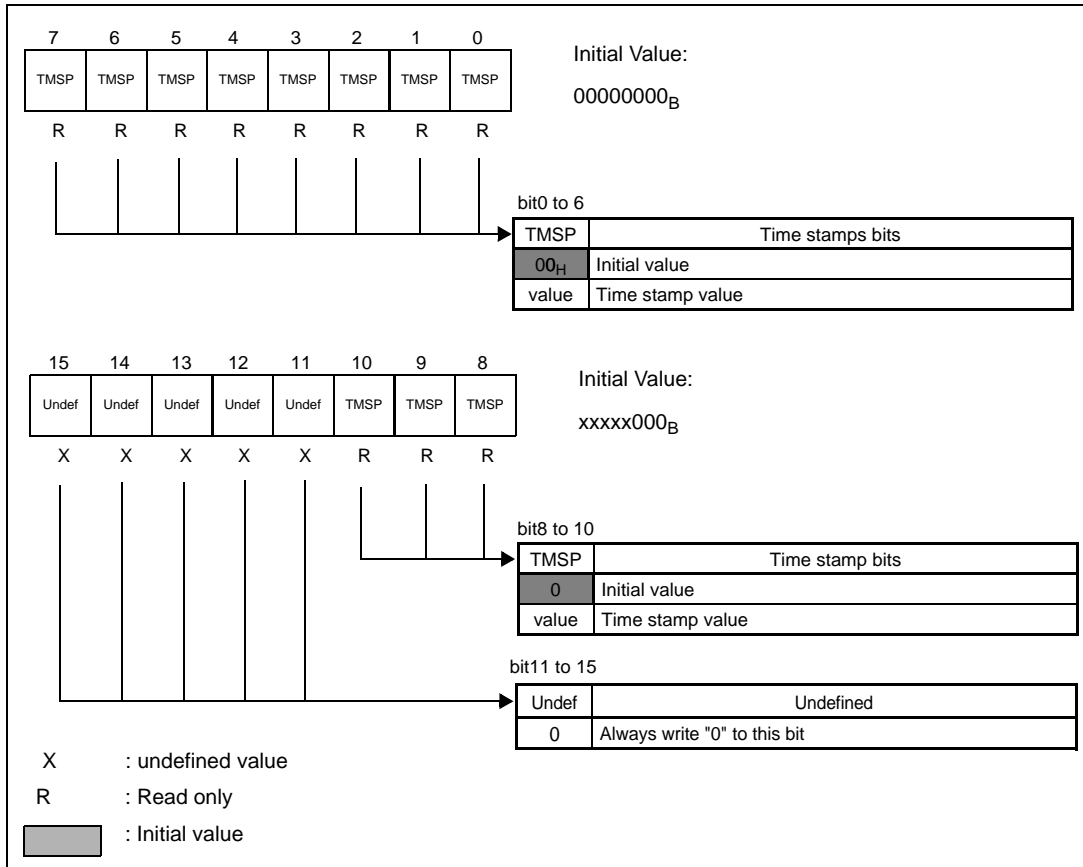 7 6 5 4 3 2 1 0
TMSP TMSP TMSP TMSP TMSP TMSP TMSP TMSP
R R R R R R R R
Initial Value:
00000000B
bit0 to 6
TMSP Time stamps bits
00H Initial value
value Time stamp value
15 14 13 12 11 10 9 8
Undef Undef Undef Undef Undef TMSP TMSP TMSP
X X X X X R R R
Initial Value:
xxxxx000B
bit8 to 10
TMSP Time stamp bits
0 Initial value
value Time stamp value
bit11 to 15
Undef Undefined
0 Always write "0" to this bit
X : undefined value
R : Read only
: Initial value